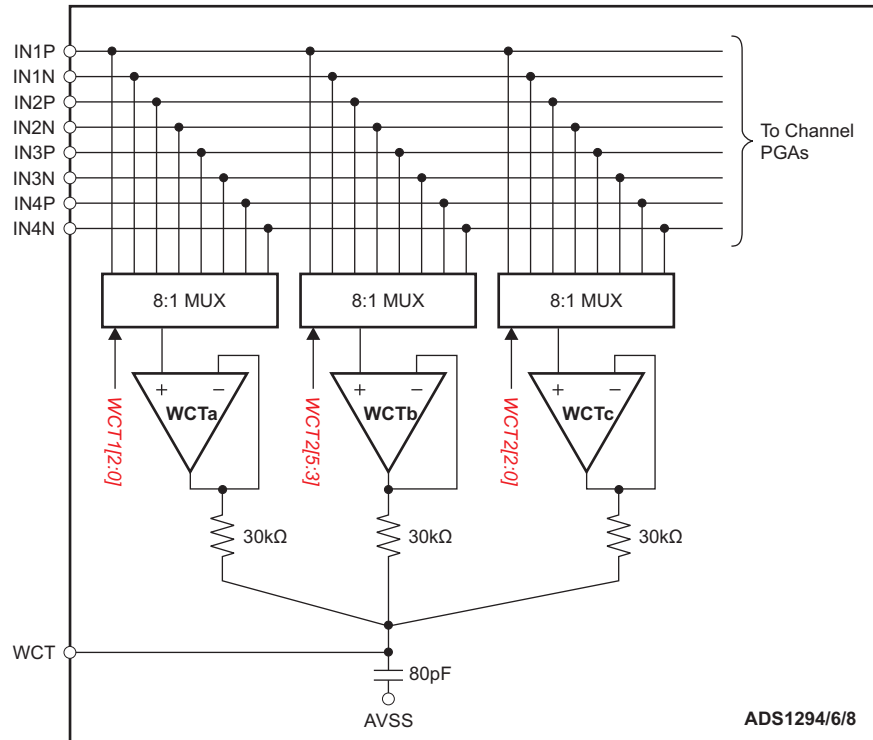 IN1P
IN1N
IN2P
IN2N
IN3P
IN3N
IN4P
IN4N
To Channel
PGAs
8:1 MUX
8:1 MUX
8:1 MUX
+ −
WCTa
WCT1[2:0]
+ −
WCTb
WCT2[5:3]
+ −
WCTc
WCT2[2:0]
30kΩ
30kΩ
30kΩ
WCT
80pF
AVSS
ADS1294/6/8